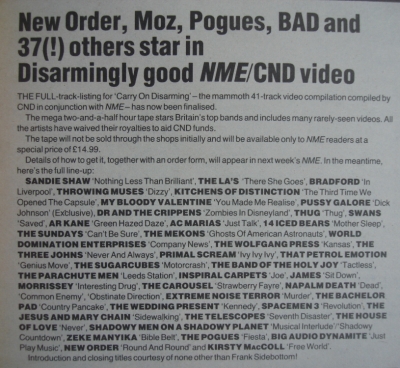 New Order, Moz, Pogues, BAD and
37(!) others star in
Disarmingly good NME/CND video
THE FULL-track-listing for 'Carry On Disarming' – the mammoth 41-track video compilation compiled by
CND in conjunction with NME – has now been finalised.
The mega two-and-a-half hour tape stars Britain's top bands and includes many rarely-seen videos. All
the artists have waived their royalties to aid CND funds.
The tape will not be sold through the shops initially and will be available only to NME readers at a
special price of £14.99.
Details of how to get it, together with an order form, will appear in next week's NME. In the meantime,
here's the full line-up:
SANDIE SHAW 'Nothing Less Than Brilliant', THE LA'S 'There She Goes', BRADFORD 'In
Liverpool', THROWING MUSES 'Dizzy', KITCHENS OF DISTINCTION 'The Third Time We
Opened The Capsule', MY BLOODY VALENTINE 'You Made Me Realise', PUSSY GALORE 'Dick
Johnson' (Exclusive), DR AND THE CRIPPENS 'Zombies In Disneyland', THUG 'Thug', SWANS
'Saved', AR KANE 'Green Hazed Daze', AC MARIAS 'Just Talk', 14 ICED BEARS 'Mother Sleep',
THE SUNDAYS 'Can't Be Sure', THE MEKONS 'Ghosts Of American Astronauts', WORLD
DOMINATION ENTERPRISES 'Company News', THE WOLFGANG PRESS 'Kansas', THE
THREE JOHNS 'Never And Always', PRIMAL SCREAM 'Ivy Ivy Ivy', THAT PETROL EMOTION
'Genius Move', THE SUGARCUBES 'Motorcrash', THE BAND OF THE HOLY JOY 'Tactless',
THE PARACHUTE MEN 'Leeds Station', INSPIRAL CARPETS 'Joe', JAMES 'Sit Down',
MORRISSEY 'Interesting Drug', THE CAROUSEL 'Strawberry Fayre', NAPALM DEATH 'Dead',
'Common Enemy', 'Obstinate Direction', EXTREME NOISE TERROR 'Murder', THE BACHELOR
PAD 'Country Pancake', THE WEDDING PRESENT 'Kennedy', SPACEMEN 3 'Revolution', THE
JESUS AND MARY CHAIN 'Sidewalking', THE TELESCOPES 'Seventh Disaster', THE HOUSE
OF LOVE 'Never', SHADOWY MEN ON A SHADOWY PLANET 'Musical Interlude'/'Shadowy
Countdown', ZEKE MANYIKA 'Bible Belt', THE POGUES 'Fiesta', BIG AUDIO DYNAMITE 'Just
Play Music', NEW ORDER 'Round And Round' and KIRSTY MacCOLL 'Free World'.
Introduction and closing titles courtesy of none other than Frank Sidebottom!